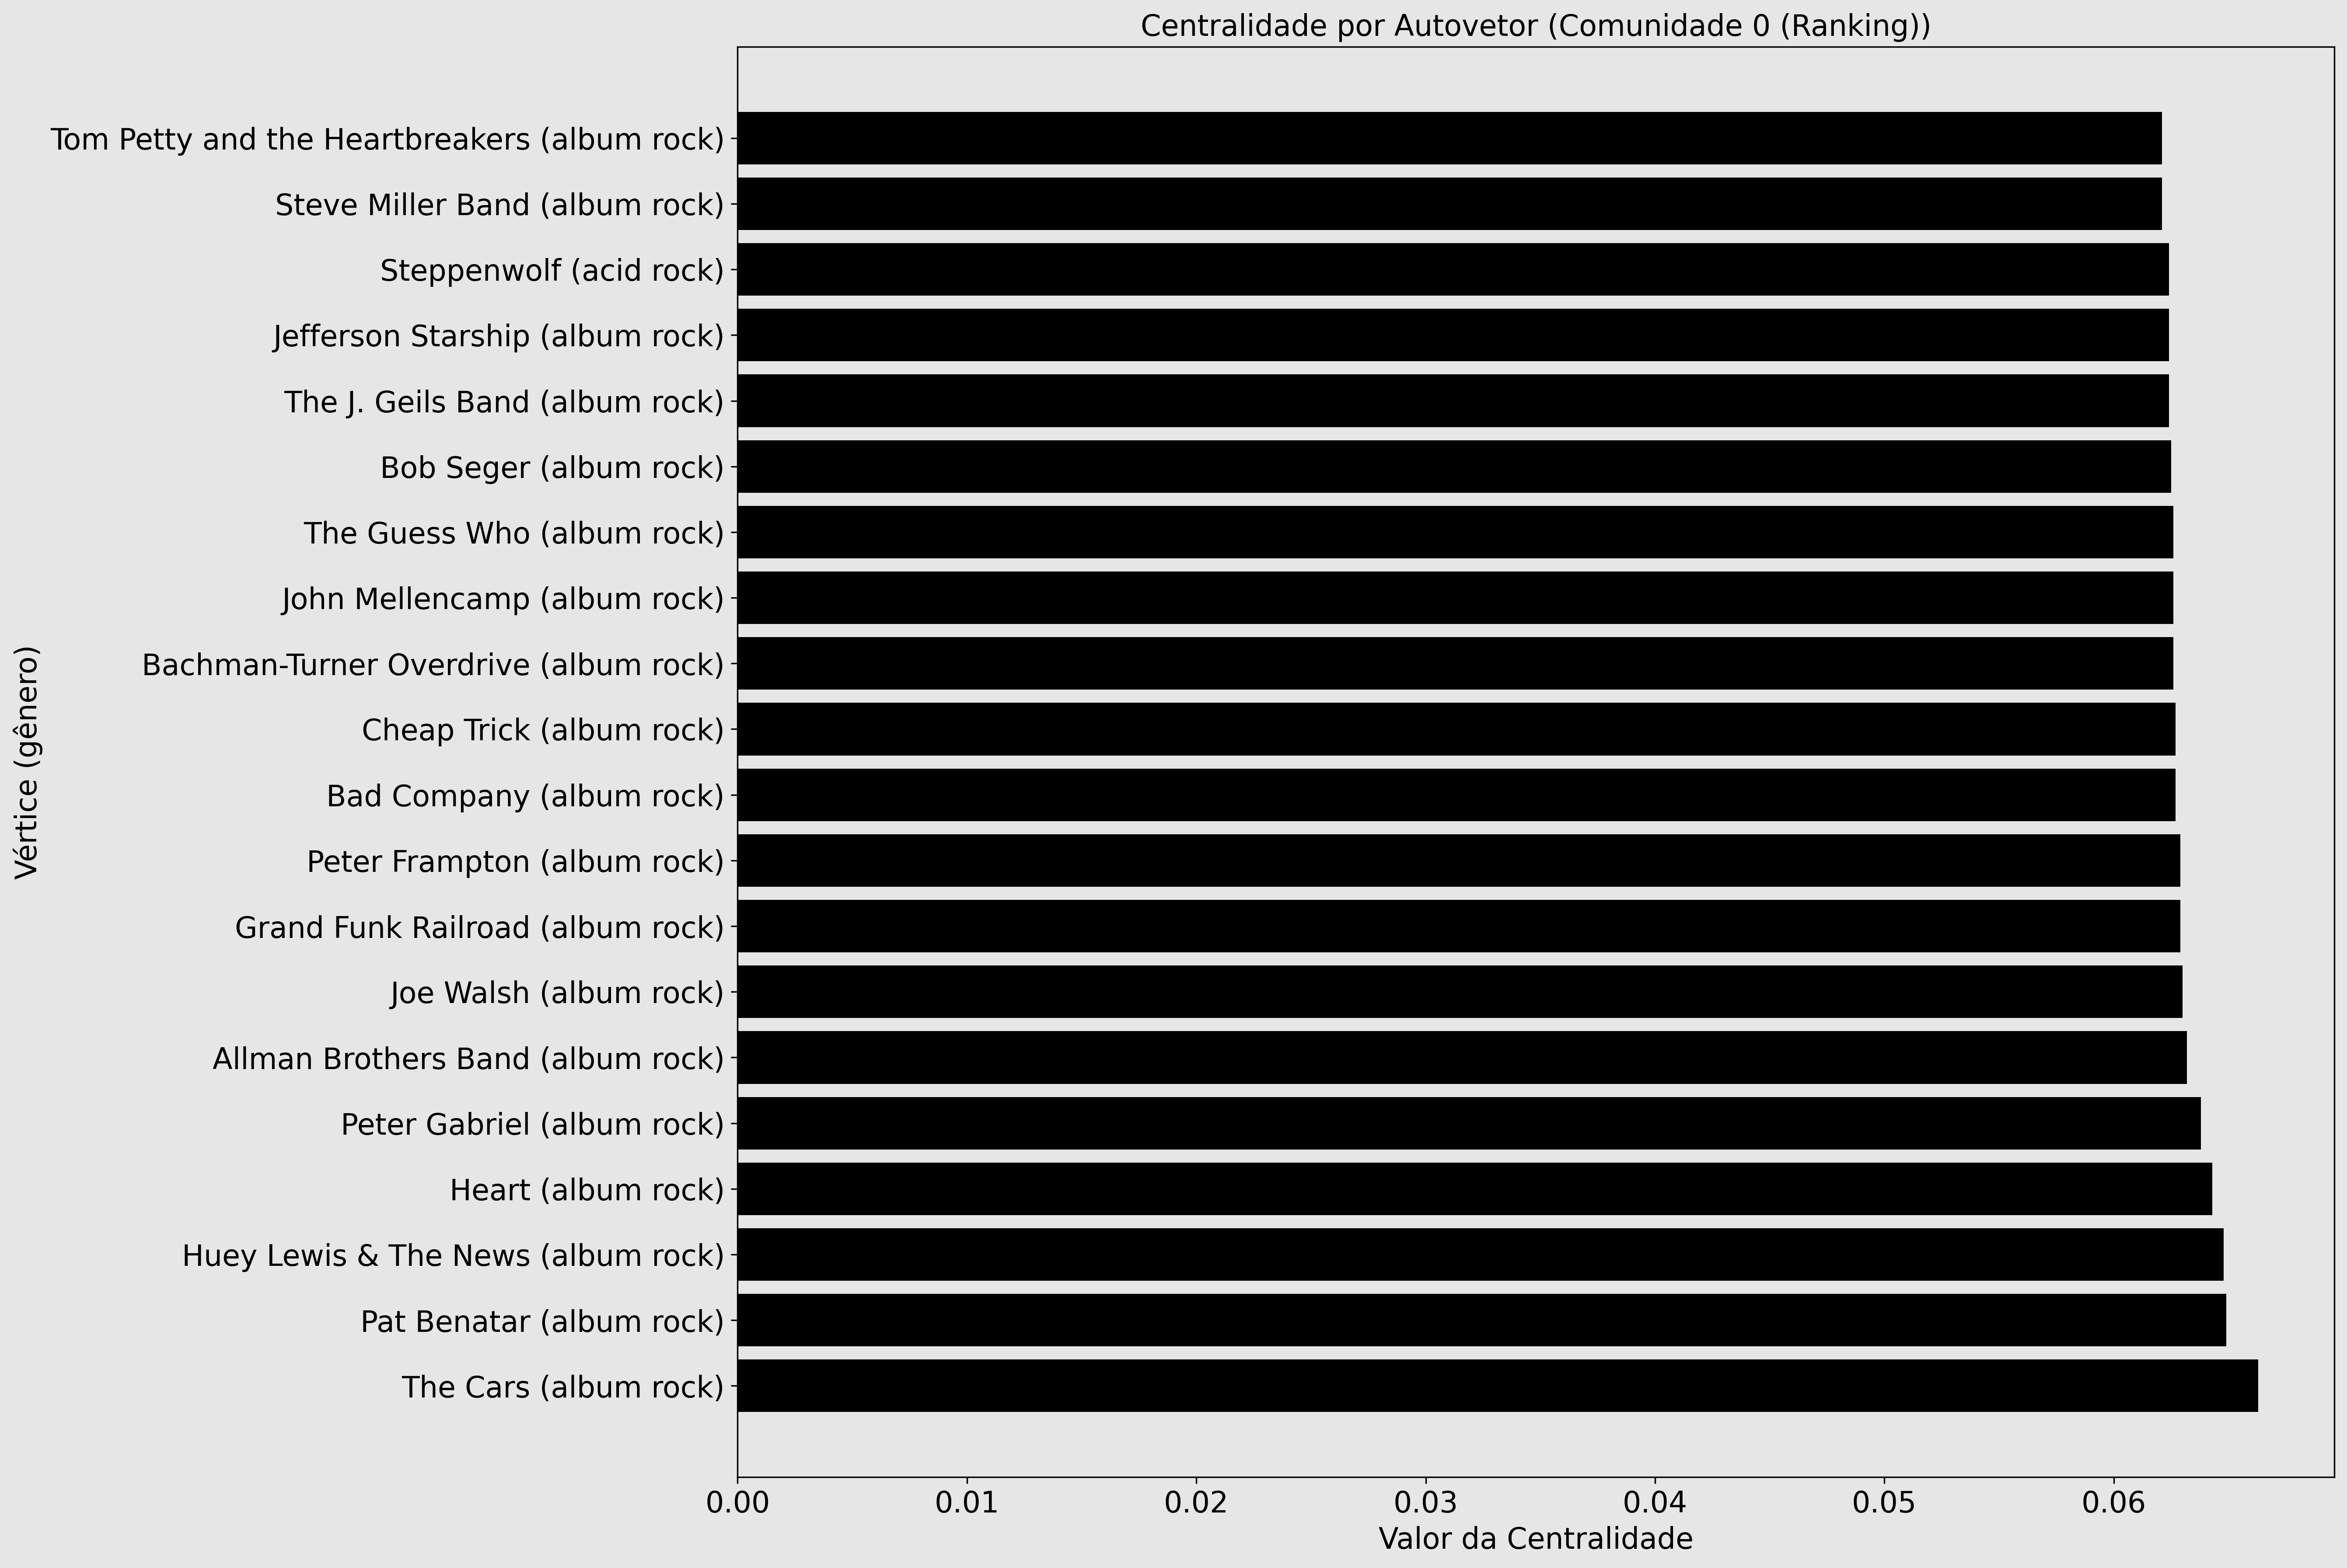 Centralidade por Autovetor (Comunidade 0 (Ranking))
Vértice (gênero)
Tom Petty and the Heartbreakers (album rock)
Steve Miller Band (album rock)
Steppenwolf (acid rock)
Jefferson Starship (album rock)
The J. Geils Band (album rock)
Bob Seger (album rock)
The Guess Who (album rock)
John Mellencamp (album rock)
Bachman-Turner Overdrive (album rock)
Cheap Trick (album rock)
Bad Company (album rock)
Peter Frampton (album rock)
Grand Funk Railroad (album rock)
Joe Walsh (album rock)
Allman Brothers Band (album rock)
Peter Gabriel (album rock)
Heart (album rock)
Huey Lewis & The News (album rock)
Pat Benatar (album rock)
The Cars (album rock)
0.00 0.01 0.02 0.03 0.04 0.05 0.06
Valor da Centralidade